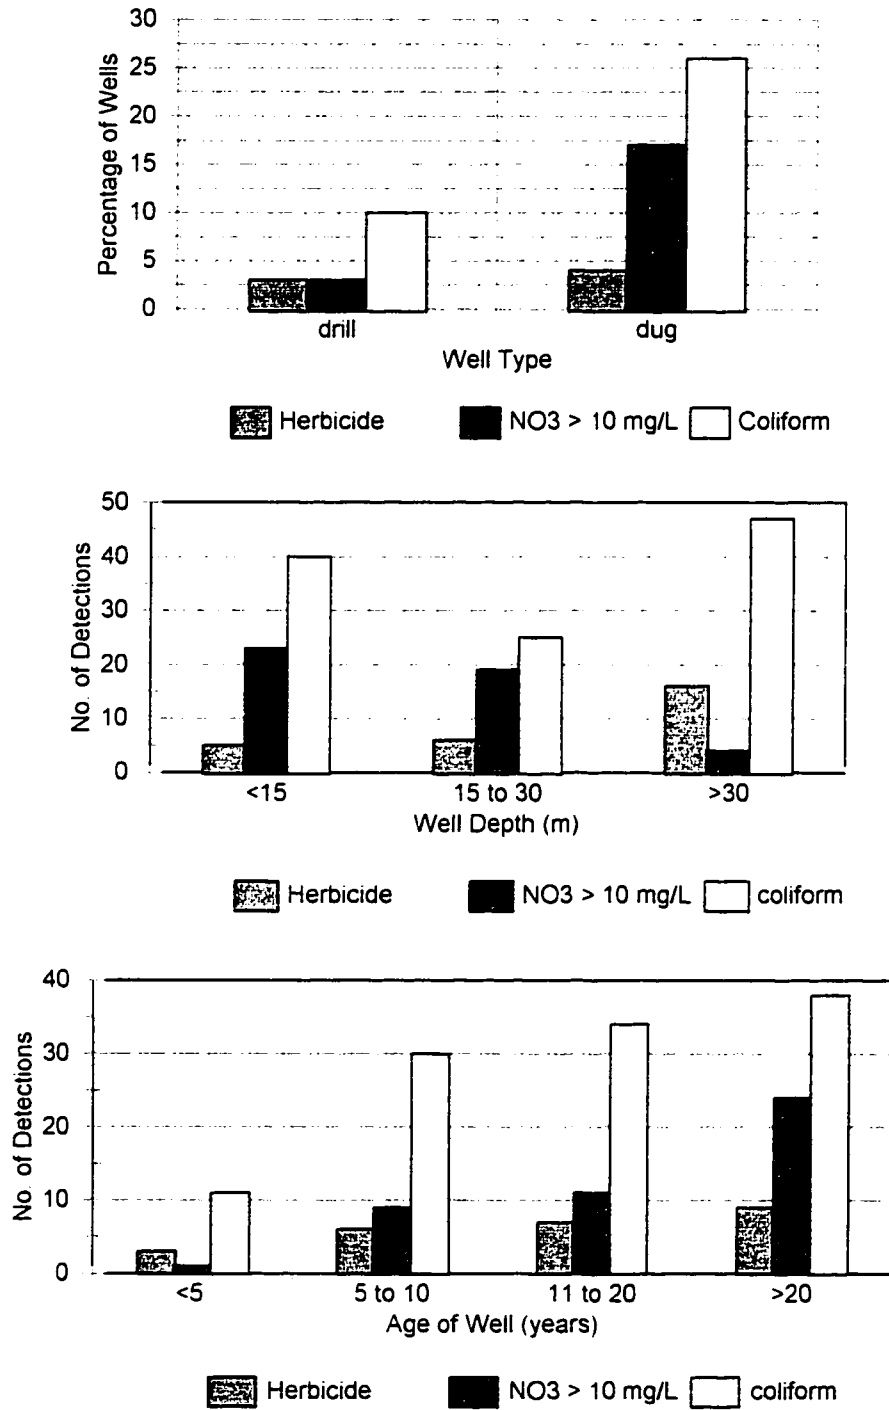 30
25
20
15
10
5
0
Percentage of Wells
drill dug
Well Type
Herbicide NO3 > 10 mg/L Coliform
50
40
30
20
10
0
No. of Detections
<15 15 to 30 >30
Well Depth (m)
Herbicide NO3 > 10 mg/L coliform
40
30
20
10
0
No. of Detections
<5 5 to 10 11 to 20 >20
Age of Well (years)
Herbicide NO3 > 10 mg/L coliform